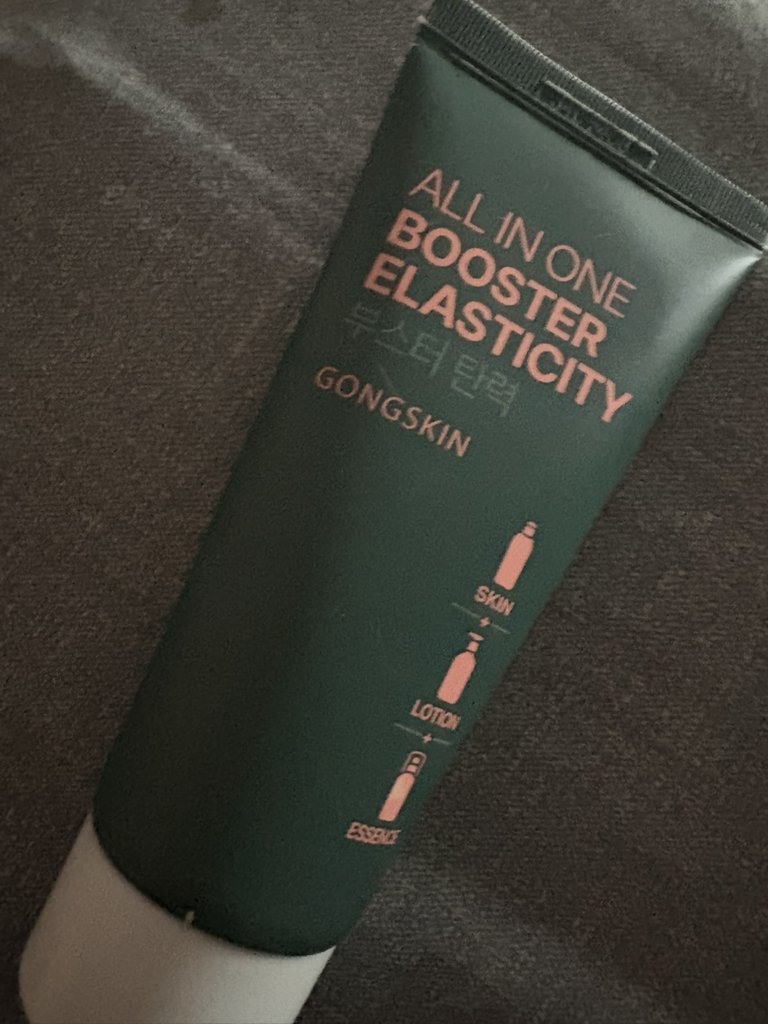 ALL IN ONE
BOOSTER
ELASTICITY
부스터 탄력
GONGSKIN
SKIN
+
LOTION
+
ESSENCE